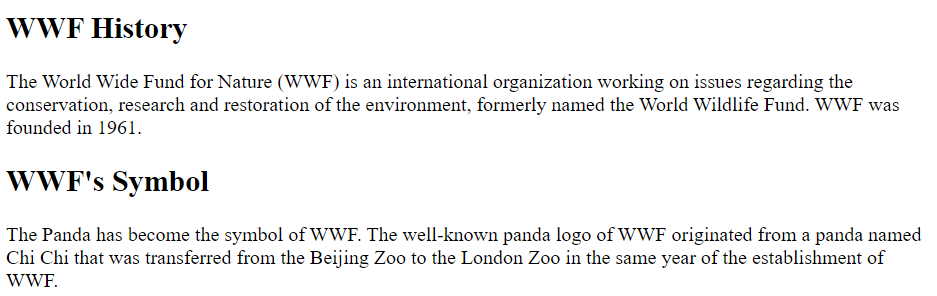 WWF History
The World Wide Fund for Nature (WWF) is an international organization working on issues regarding the
conservation, research and restoration of the environment, formerly named the World Wildlife Fund. WWF was
founded in 1961.
WWF's Symbol
The Panda has become the symbol of WWF. The well-known panda logo of WWF originated from a panda named
Chi Chi that was transferred from the Beijing Zoo to the London Zoo in the same year of the establishment of
WWF.